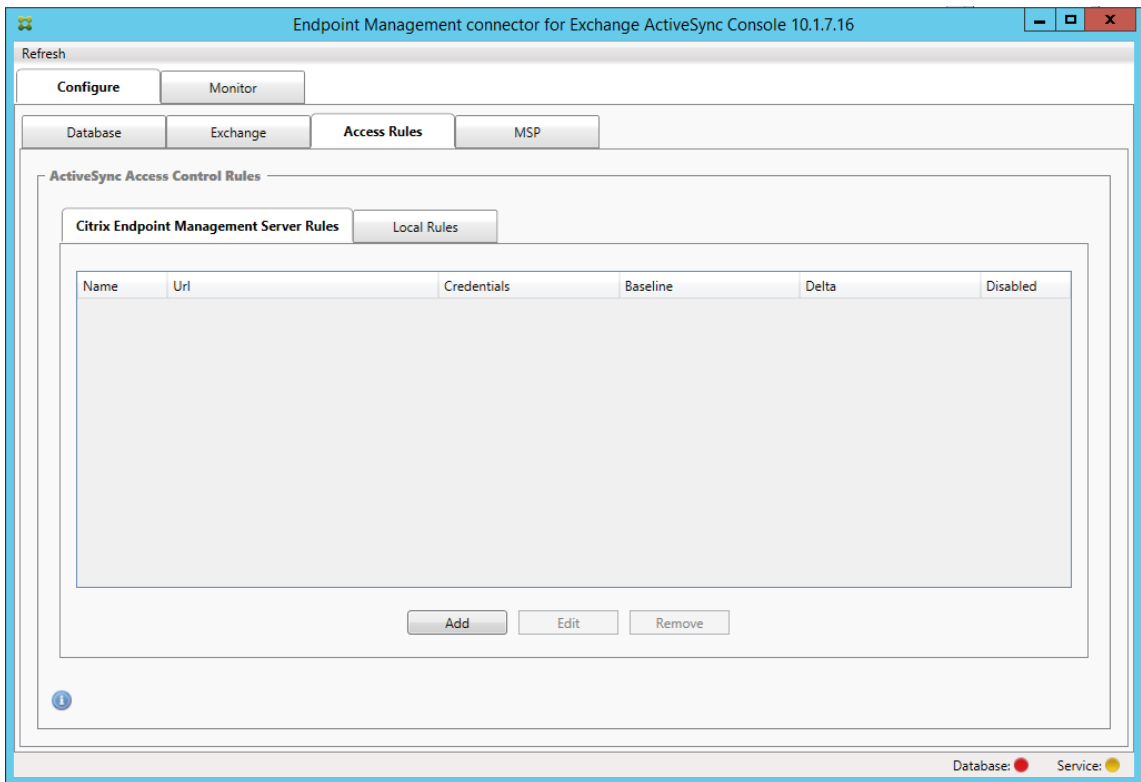 Endpoint Management connector for Exchange ActiveSync Console 10.1.7.16
Refresh
Configure Monitor
Database Exchange Access Rules MSP
ActiveSync Access Control Rules
Citrix Endpoint Management Server Rules Local Rules
Name Url Credentials Baseline Delta Disabled
Add Edit Remove
Database: Service: